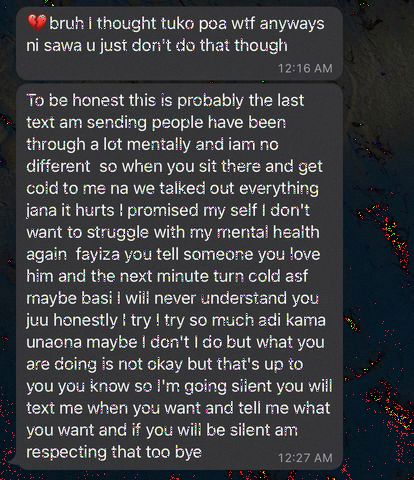 💔bruh I thought tuko poa wtf anyways
ni sawa u just don't do that though
12:16 AM
To be honest this is probably the last
text am sending people have been
through a lot mentally and iam no
different so when you sit there and get
cold to me na we talked out everything
jana it hurts I promised my self I don't
want to struggle with my mental health
again fayiza you tell someone you love
him and the next minute turn cold asf
maybe basi I will never understand you
juu honestly I try I try so much adi kama
unaona maybe I don't I do but what you
are doing is not okay but that's up to
you you know so I'm going silent you will
text me when you want and tell me what
you want and if you will be silent am
respecting that too bye
12:27 AM